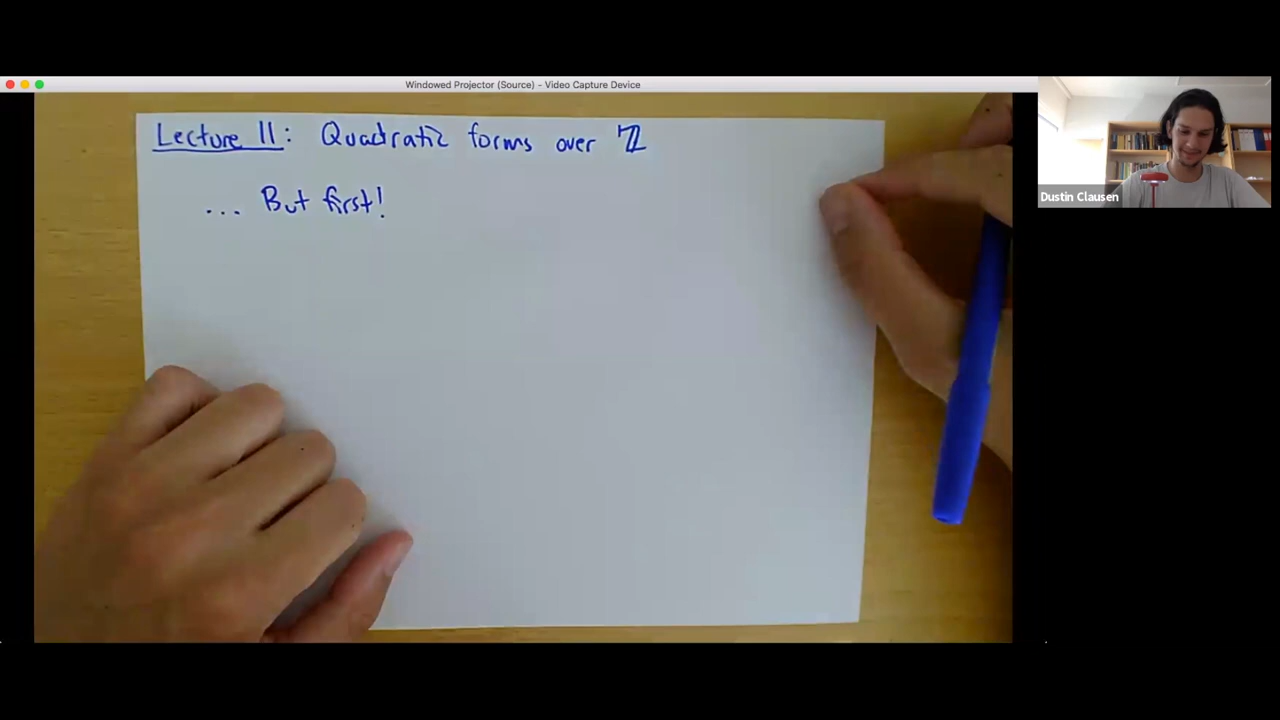 Windowed Projector (Source) - Video Capture Device
Lecture 11: Quadratic forms over ℤ
... But first!
Dustin Clausen